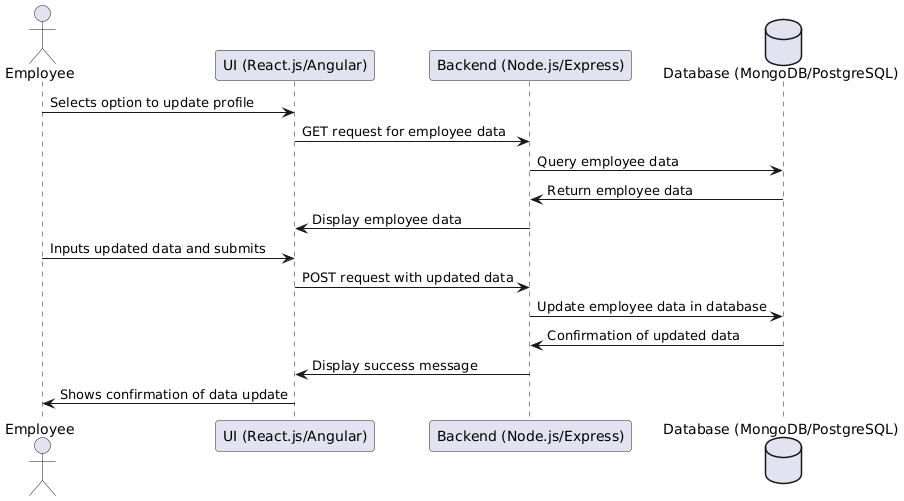 Employee
UI (React.js/Angular)
Backend (Node.js/Express)
Database (MongoDB/PostgreSQL)
Selects option to update profile
GET request for employee data
Query employee data
Return employee data
Display employee data
Inputs updated data and submits
POST request with updated data
Update employee data in database
Confirmation of updated data
Display success message
Shows confirmation of data update
Employee
UI (React.js/Angular)
Backend (Node.js/Express)
Database (MongoDB/PostgreSQL)